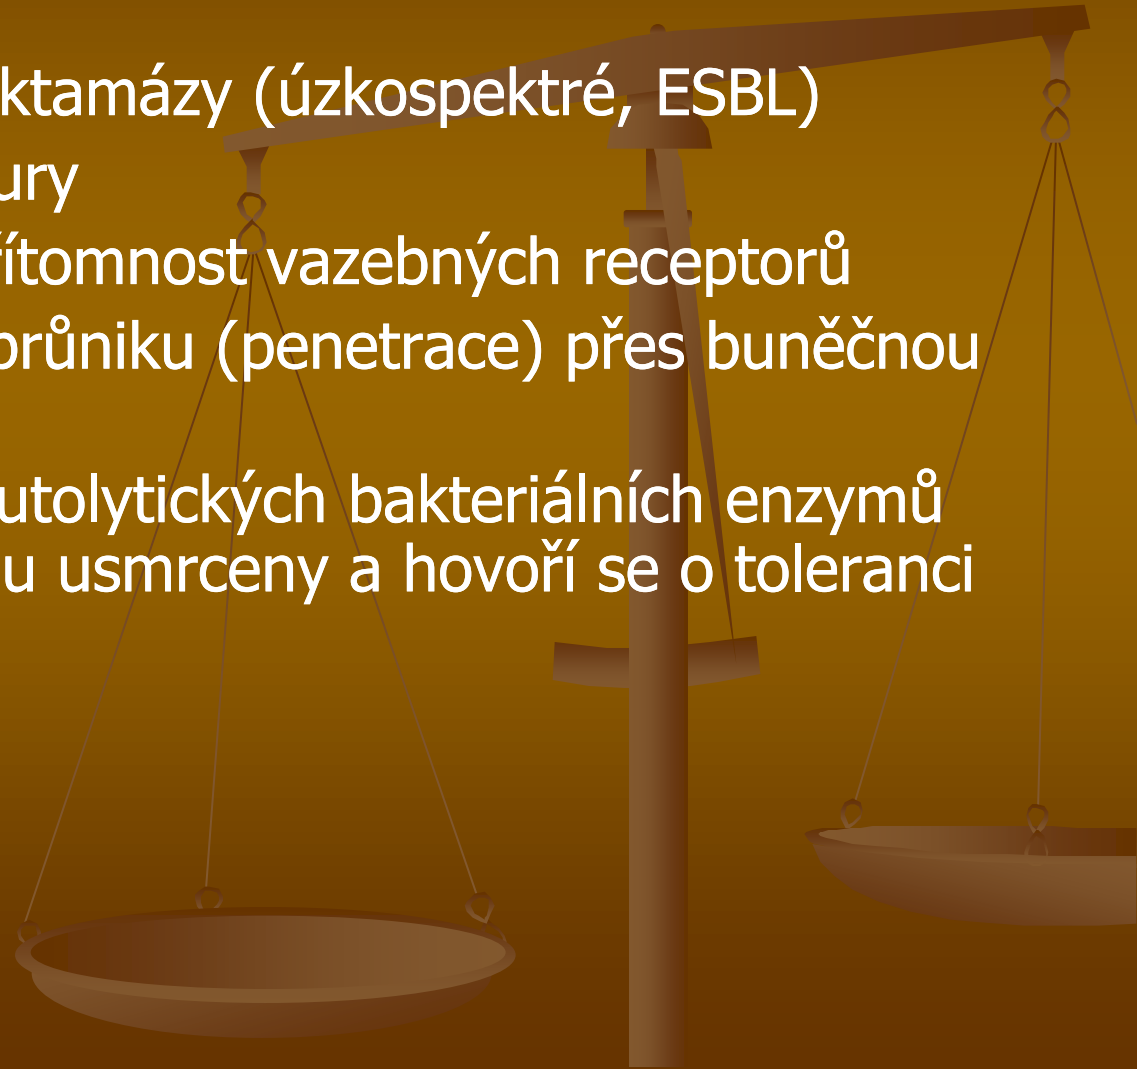 ktamázy (úzkospektré, ESBL)
ury
řítomnost vazebných receptorů
průniku (penetrace) přes buněčnou
utolytických bakteriálních enzymů
u usmrceny a hovoří se o toleranci